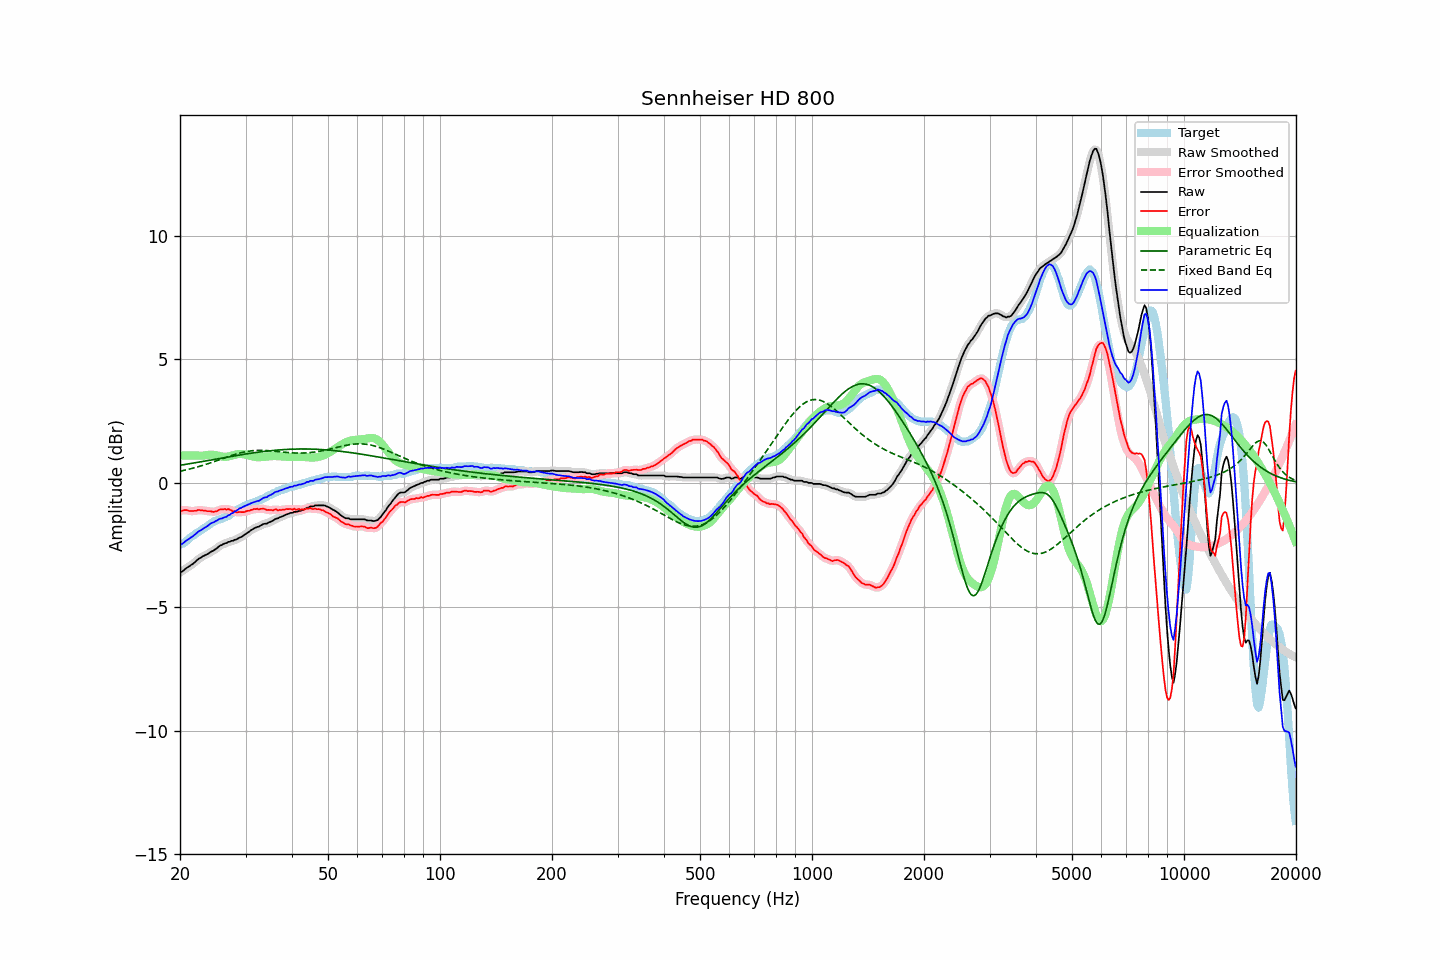 Sennheiser HD 800
Target
Raw Smoothed
Error Smoothed
Raw
Error
Equalization
Parametric Eq
Fixed Band Eq
Equalized
Amplitude (dBr)
10
5
0
−5
−10
−15
20 50 100 200 500 1000 2000 5000 10000 20000
Frequency (Hz)